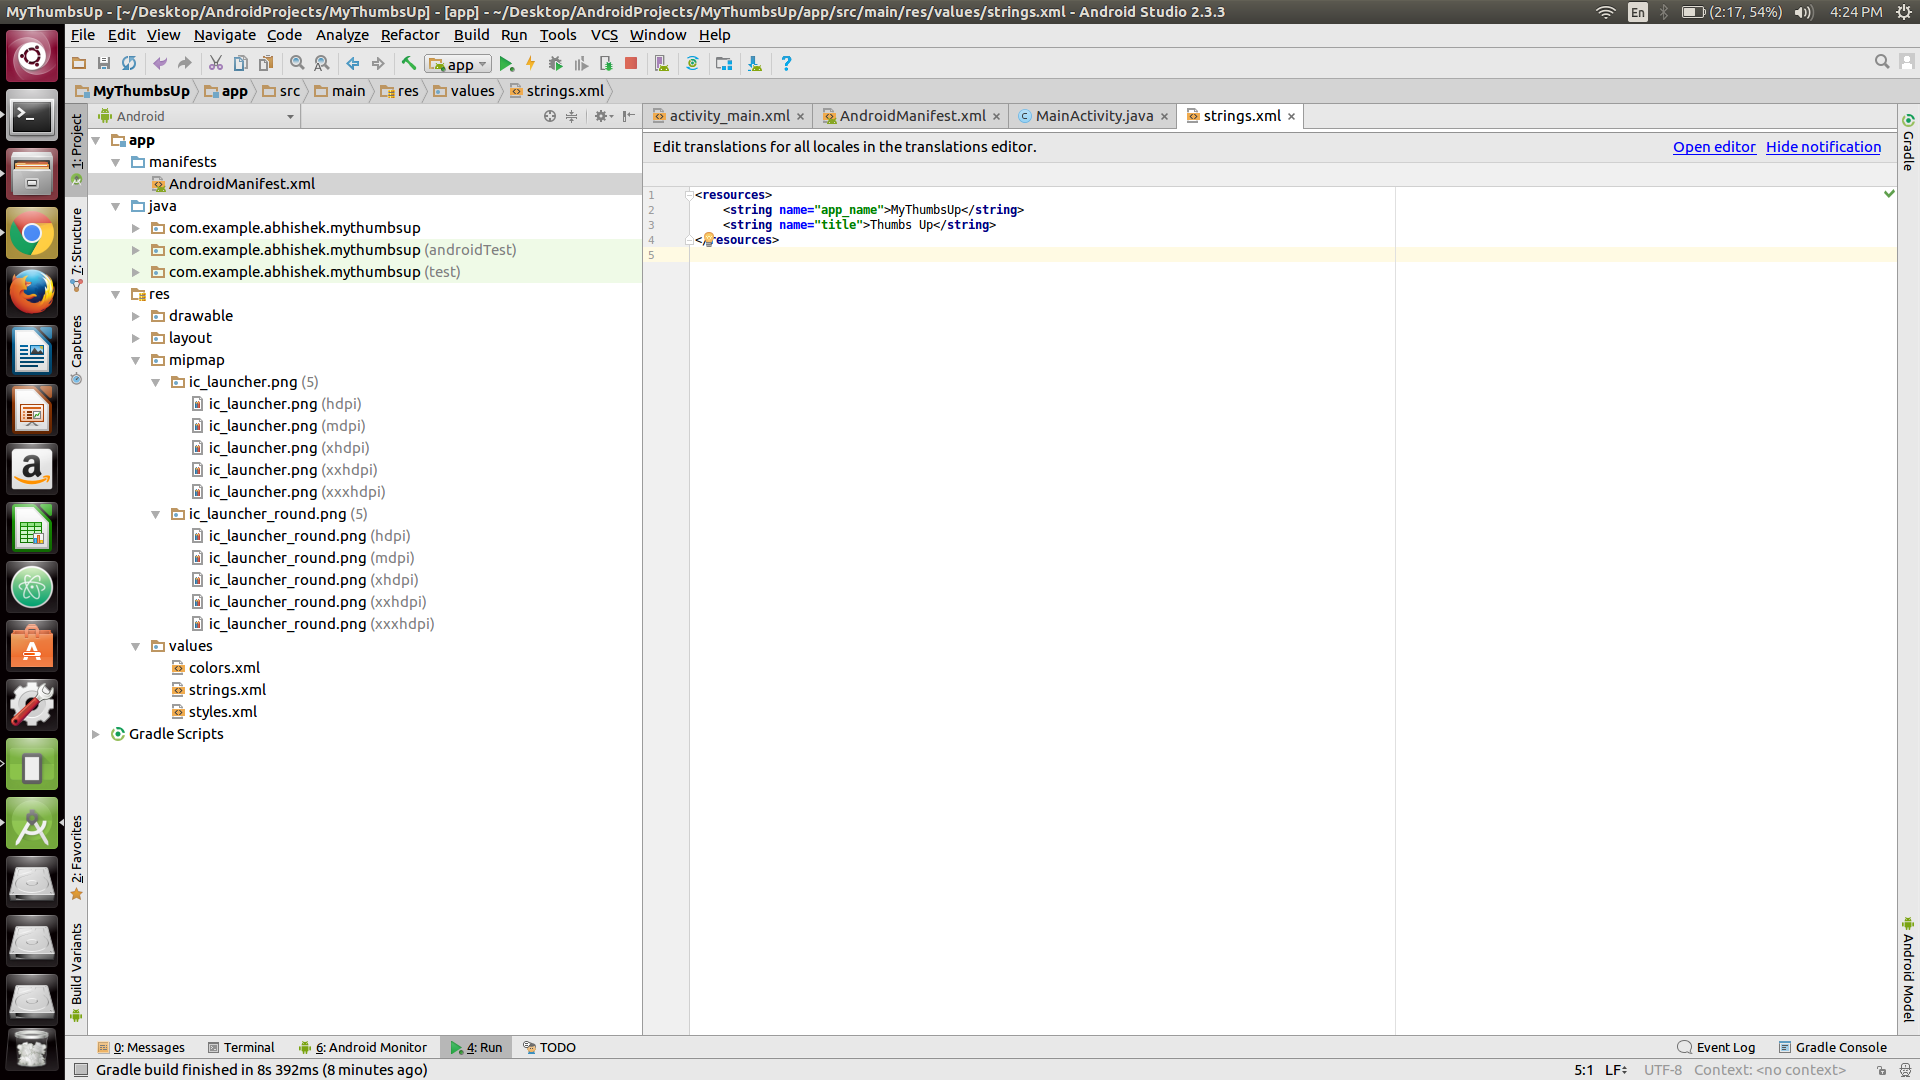 MyThumbsUp - [~/Desktop/AndroidProjects/MyThumbsUp] - [app] - ~/Desktop/AndroidProjects/MyThumbsUp/app/src/main/res/values/strings.xml - Android Studio 2.3.3
En (2:17, 54%) 4:24 PM
File Edit View Navigate Code Analyze Refactor Build Run Tools VCS Window Help
app
MyThumbsUp app src main res values strings.xml
Android
activity_main.xml AndroidManifest.xml MainActivity.java strings.xml
Edit translations for all locales in the translations editor.
Open editor Hide notification
1: Project
7: Structure
Captures
2: Favorites
Build Variants
app
manifests
AndroidManifest.xml
java
com.example.abhishek.mythumbsup
com.example.abhishek.mythumbsup (androidTest)
com.example.abhishek.mythumbsup (test)
res
drawable
layout
mipmap
ic_launcher.png (5)
ic_launcher.png (hdpi)
ic_launcher.png (mdpi)
ic_launcher.png (xhdpi)
ic_launcher.png (xxhdpi)
ic_launcher.png (xxxhdpi)
ic_launcher_round.png (5)
ic_launcher_round.png (hdpi)
ic_launcher_round.png (mdpi)
ic_launcher_round.png (xhdpi)
ic_launcher_round.png (xxhdpi)
ic_launcher_round.png (xxxhdpi)
values
colors.xml
strings.xml
styles.xml
Gradle Scripts
1 <resources>
2 <string name="app_name">MyThumbsUp</string>
3 <string name="title">Thumbs Up</string>
4 </resources>
5
Gradle
Android Model
0: Messages Terminal 6: Android Monitor 4: Run TODO
Event Log Gradle Console
Gradle build finished in 8s 392ms (8 minutes ago)
5:1 LF UTF-8 Context: <no context>